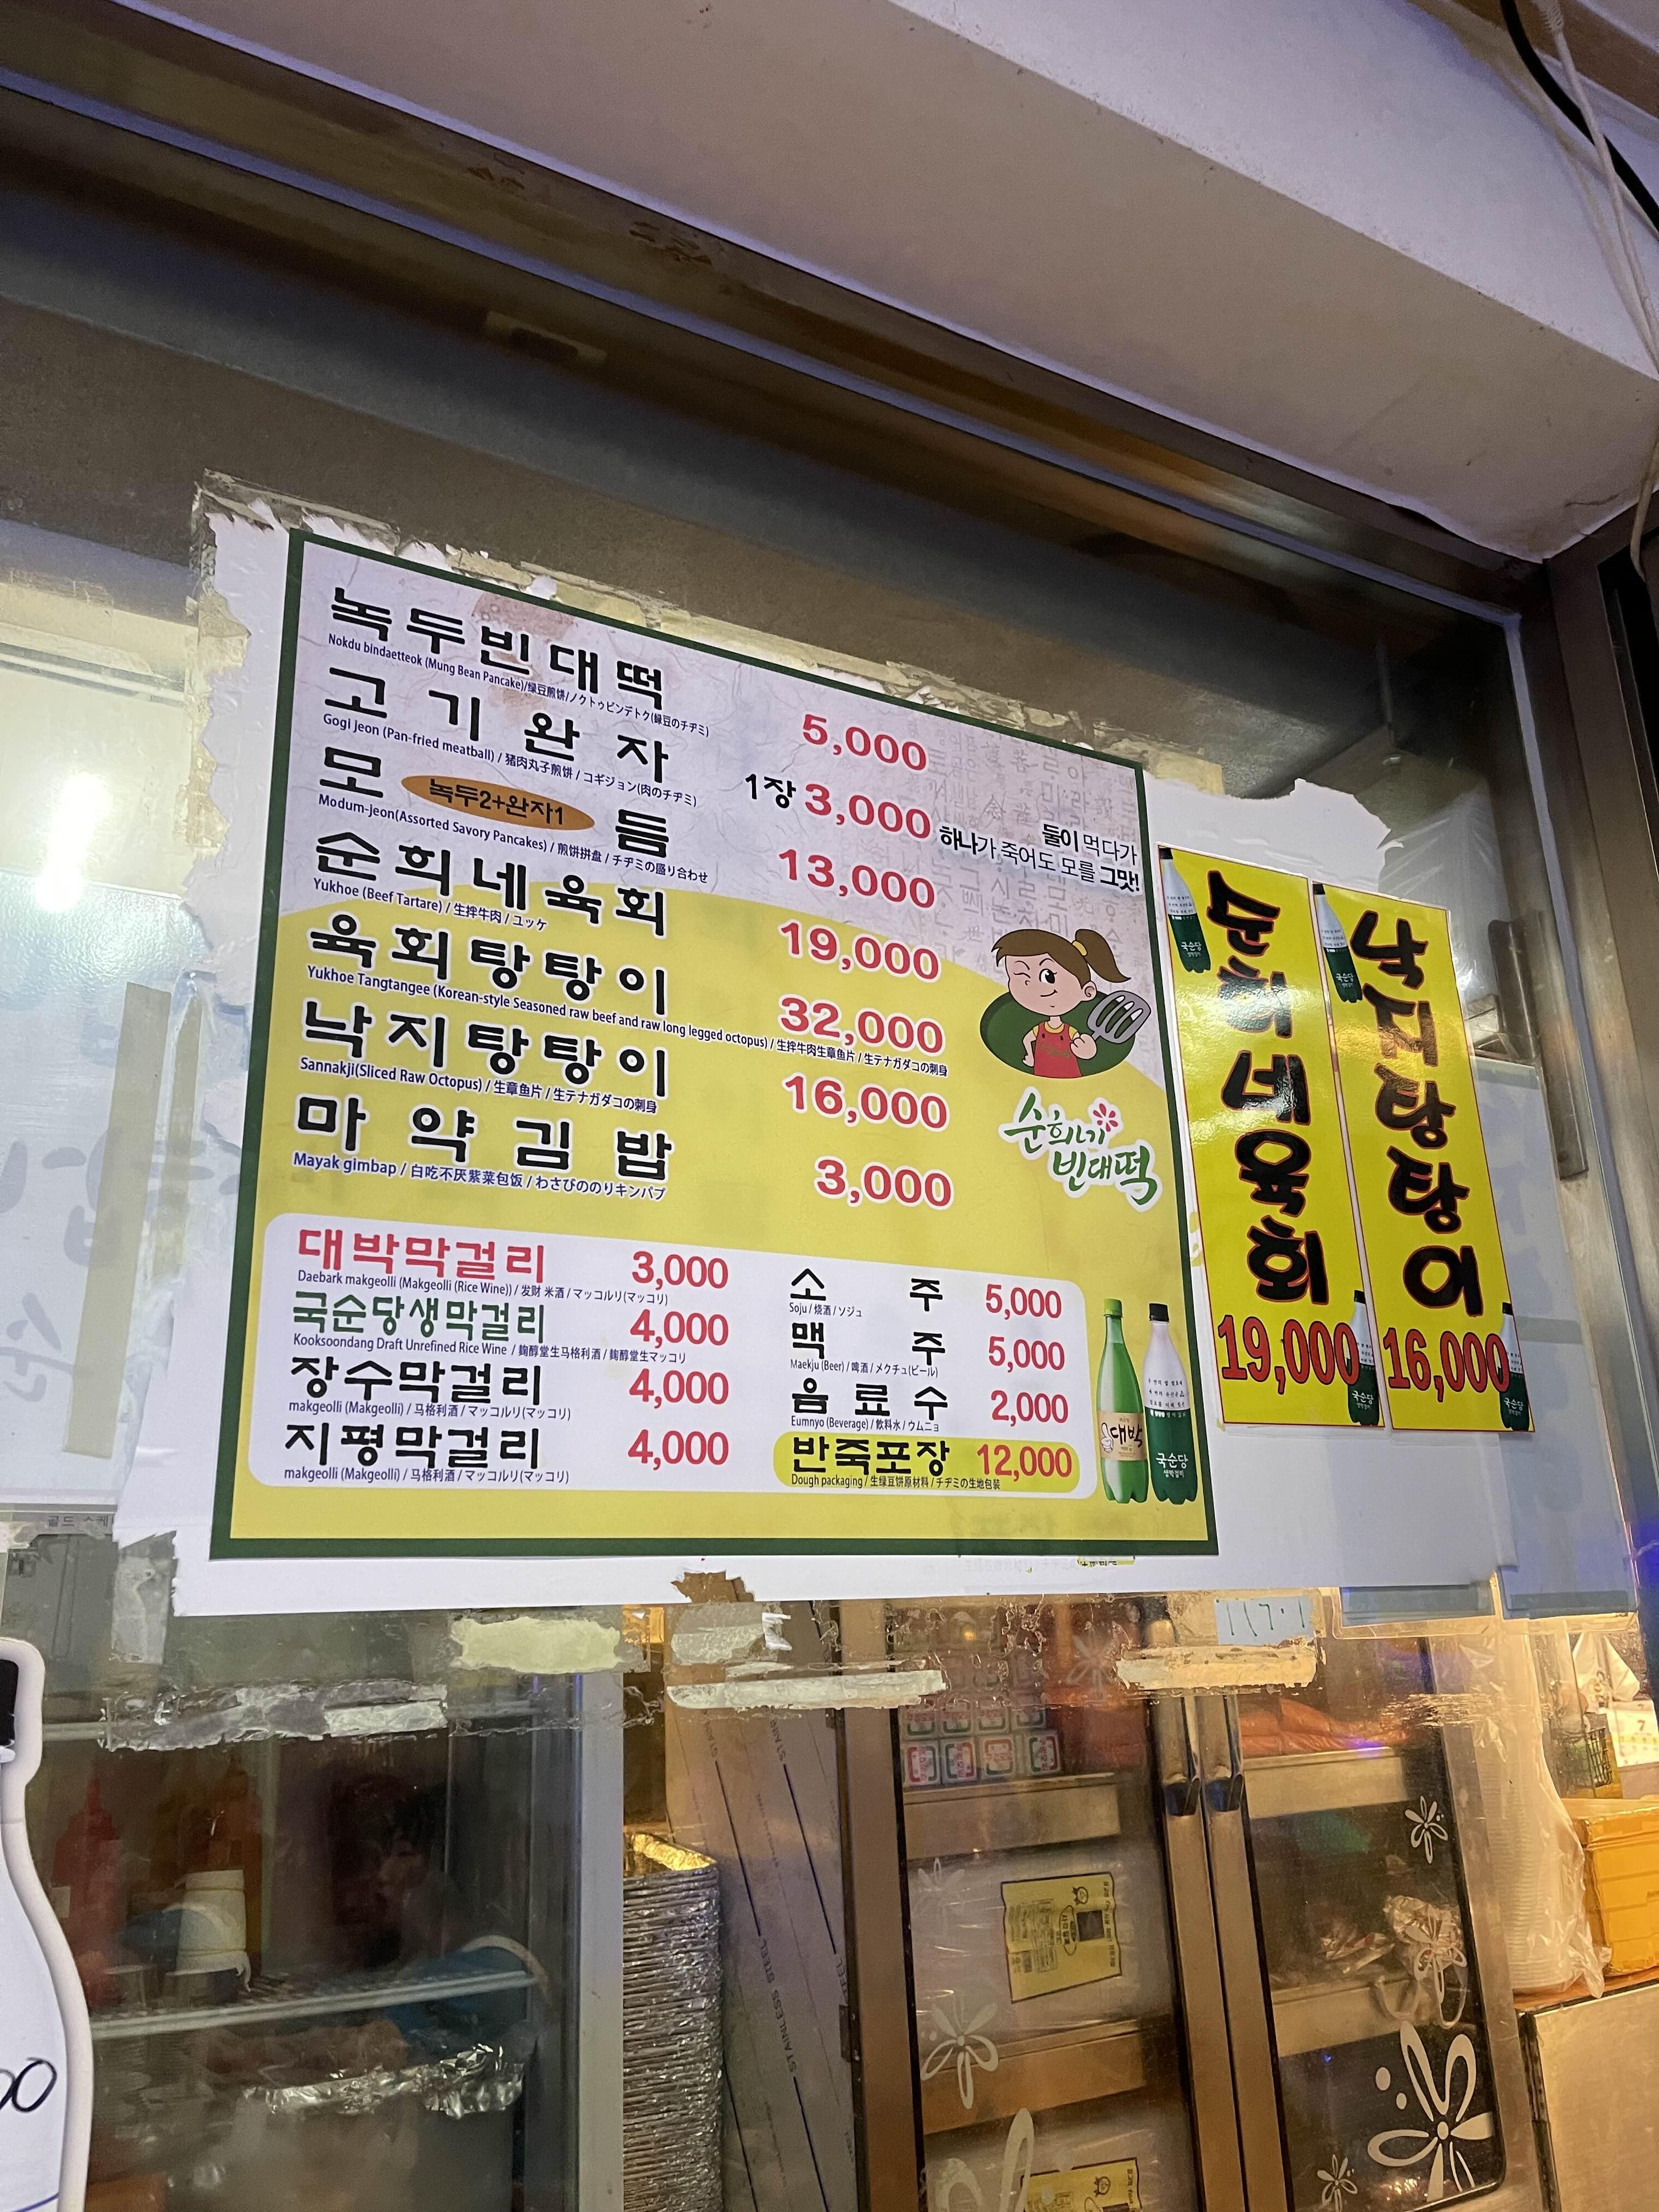 녹두빈대떡 5,000
Nokdu bindaetteok (Mung Bean Pancake)/绿豆煎饼/ノクトゥビンデトク(緑豆のチヂミ)
고기완자 1장 3,000
Gogi jeon (Pan-fried meatball) / 猪肉丸子煎饼 / コギジョン(肉のチヂミ)
모 녹두2+완자1 듬 13,000
Modum-jeon(Assorted Savory Pancakes) / 煎饼拼盘 / チヂミの盛り合わせ
순희네육회 19,000
Yukhoe (Beef Tartare) / 生拌牛肉 / ユッケ
육회탕탕이 32,000
Yukhoe Tangtangee (Korean-style Seasoned raw beef and raw long legged octopus) / 生拌牛肉生章鱼片 / 生テナガダコの刺身
낙지탕탕이 16,000
Sannakji(Sliced Raw Octopus) / 生章鱼片 / 生テナガダコの刺身
마약김밥 3,000
Mayak gimbap / 白吃不厌紫菜包饭 / わさびののりキンパプ
둘이 먹다가
하나가 죽어도 모를 그맛!
순희네
빈대떡
대박막걸리 3,000
Daebark makgeolli (Makgeolli (Rice Wine)) / 发财 米酒 / マッコルリ(マッコリ)
국순당생막걸리 4,000
Kooksoondang Draft Unrefined Rice Wine / 麴醇堂生马格利酒 / 麴醇堂生マッコリ
장수막걸리 4,000
makgeolli (Makgeolli) / 马格利酒 / マッコルリ(マッコリ)
지평막걸리 4,000
makgeolli (Makgeolli) / 马格利酒 / マッコルリ(マッコリ)
소주 5,000
Soju / 烧酒 / ソジュ
맥주 5,000
Maekju (Beer) / 啤酒 / メクチュ(ビール)
음료수 2,000
Eumnyo (Beverage) / 飲料水 / ウムニョ
반죽포장 12,000
Dough packaging / 生绿豆饼原材料 / チヂミの生地包装
대박
국순당
생막걸리
순희네육회
19,000
국순당
국순당
낙지탕탕이
16,000
국순당
국순당
STAINLESS STEEL